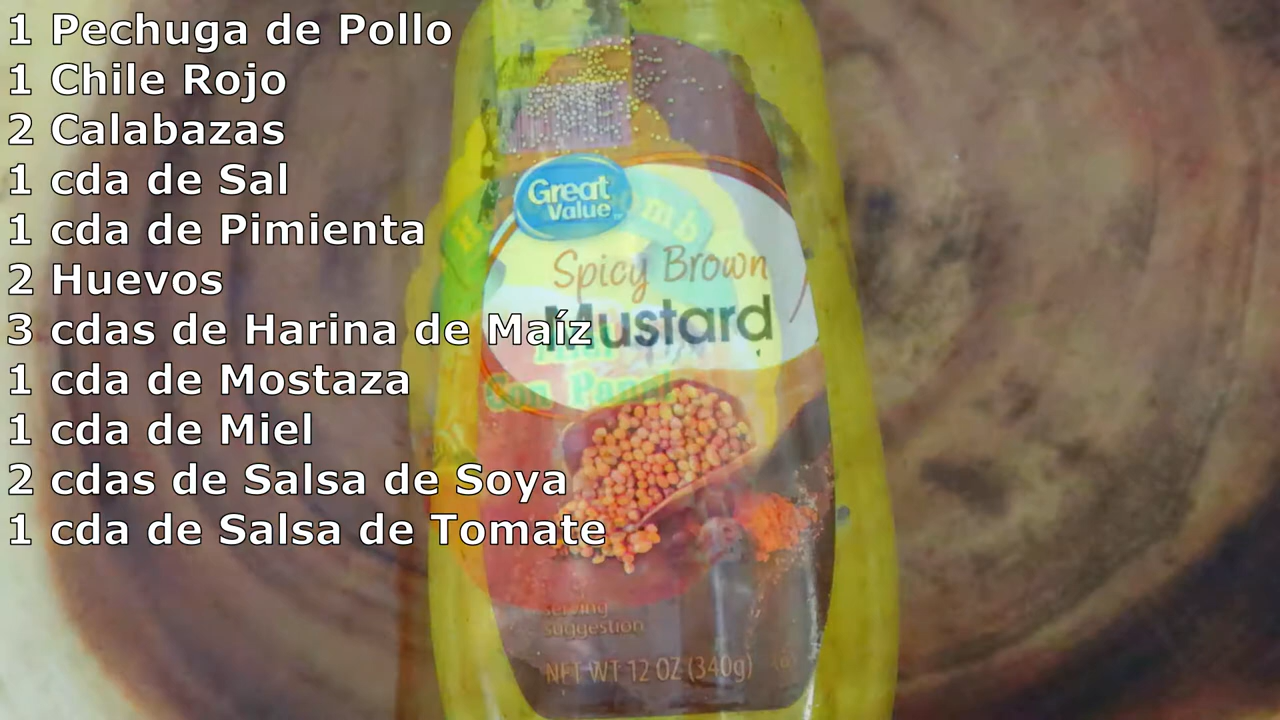 1 Pechuga de Pollo
1 Chile Rojo
2 Calabazas
1 cda de Sal
1 cda de Pimienta
2 Huevos
3 cdas de Harina de Maíz
1 cda de Mostaza
1 cda de Miel
2 cdas de Salsa de Soya
1 cda de Salsa de Tomate
Great
Value
Spicy Brown
Mustard
Con Papa
serving
suggestion
NET WT 12 OZ (340g)